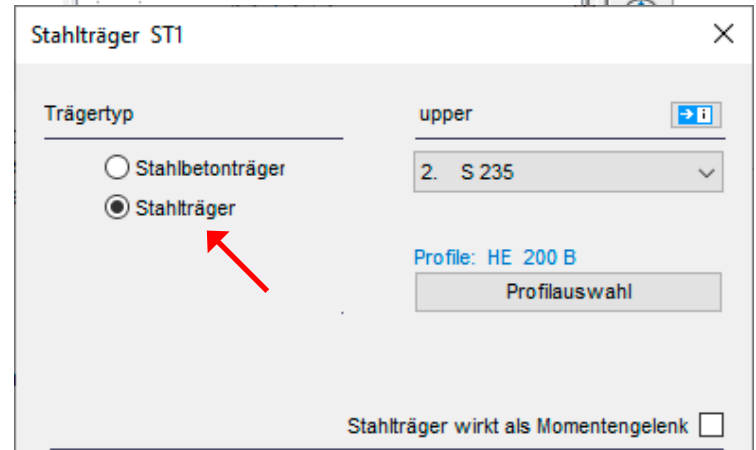 Stahlträger ST1
Trägertyp
upper
Stahlbetonträger
2. S 235
Stahlträger
Profile: HE 200 B
Profilauswahl
Stahlträger wirkt als Momentengelenk